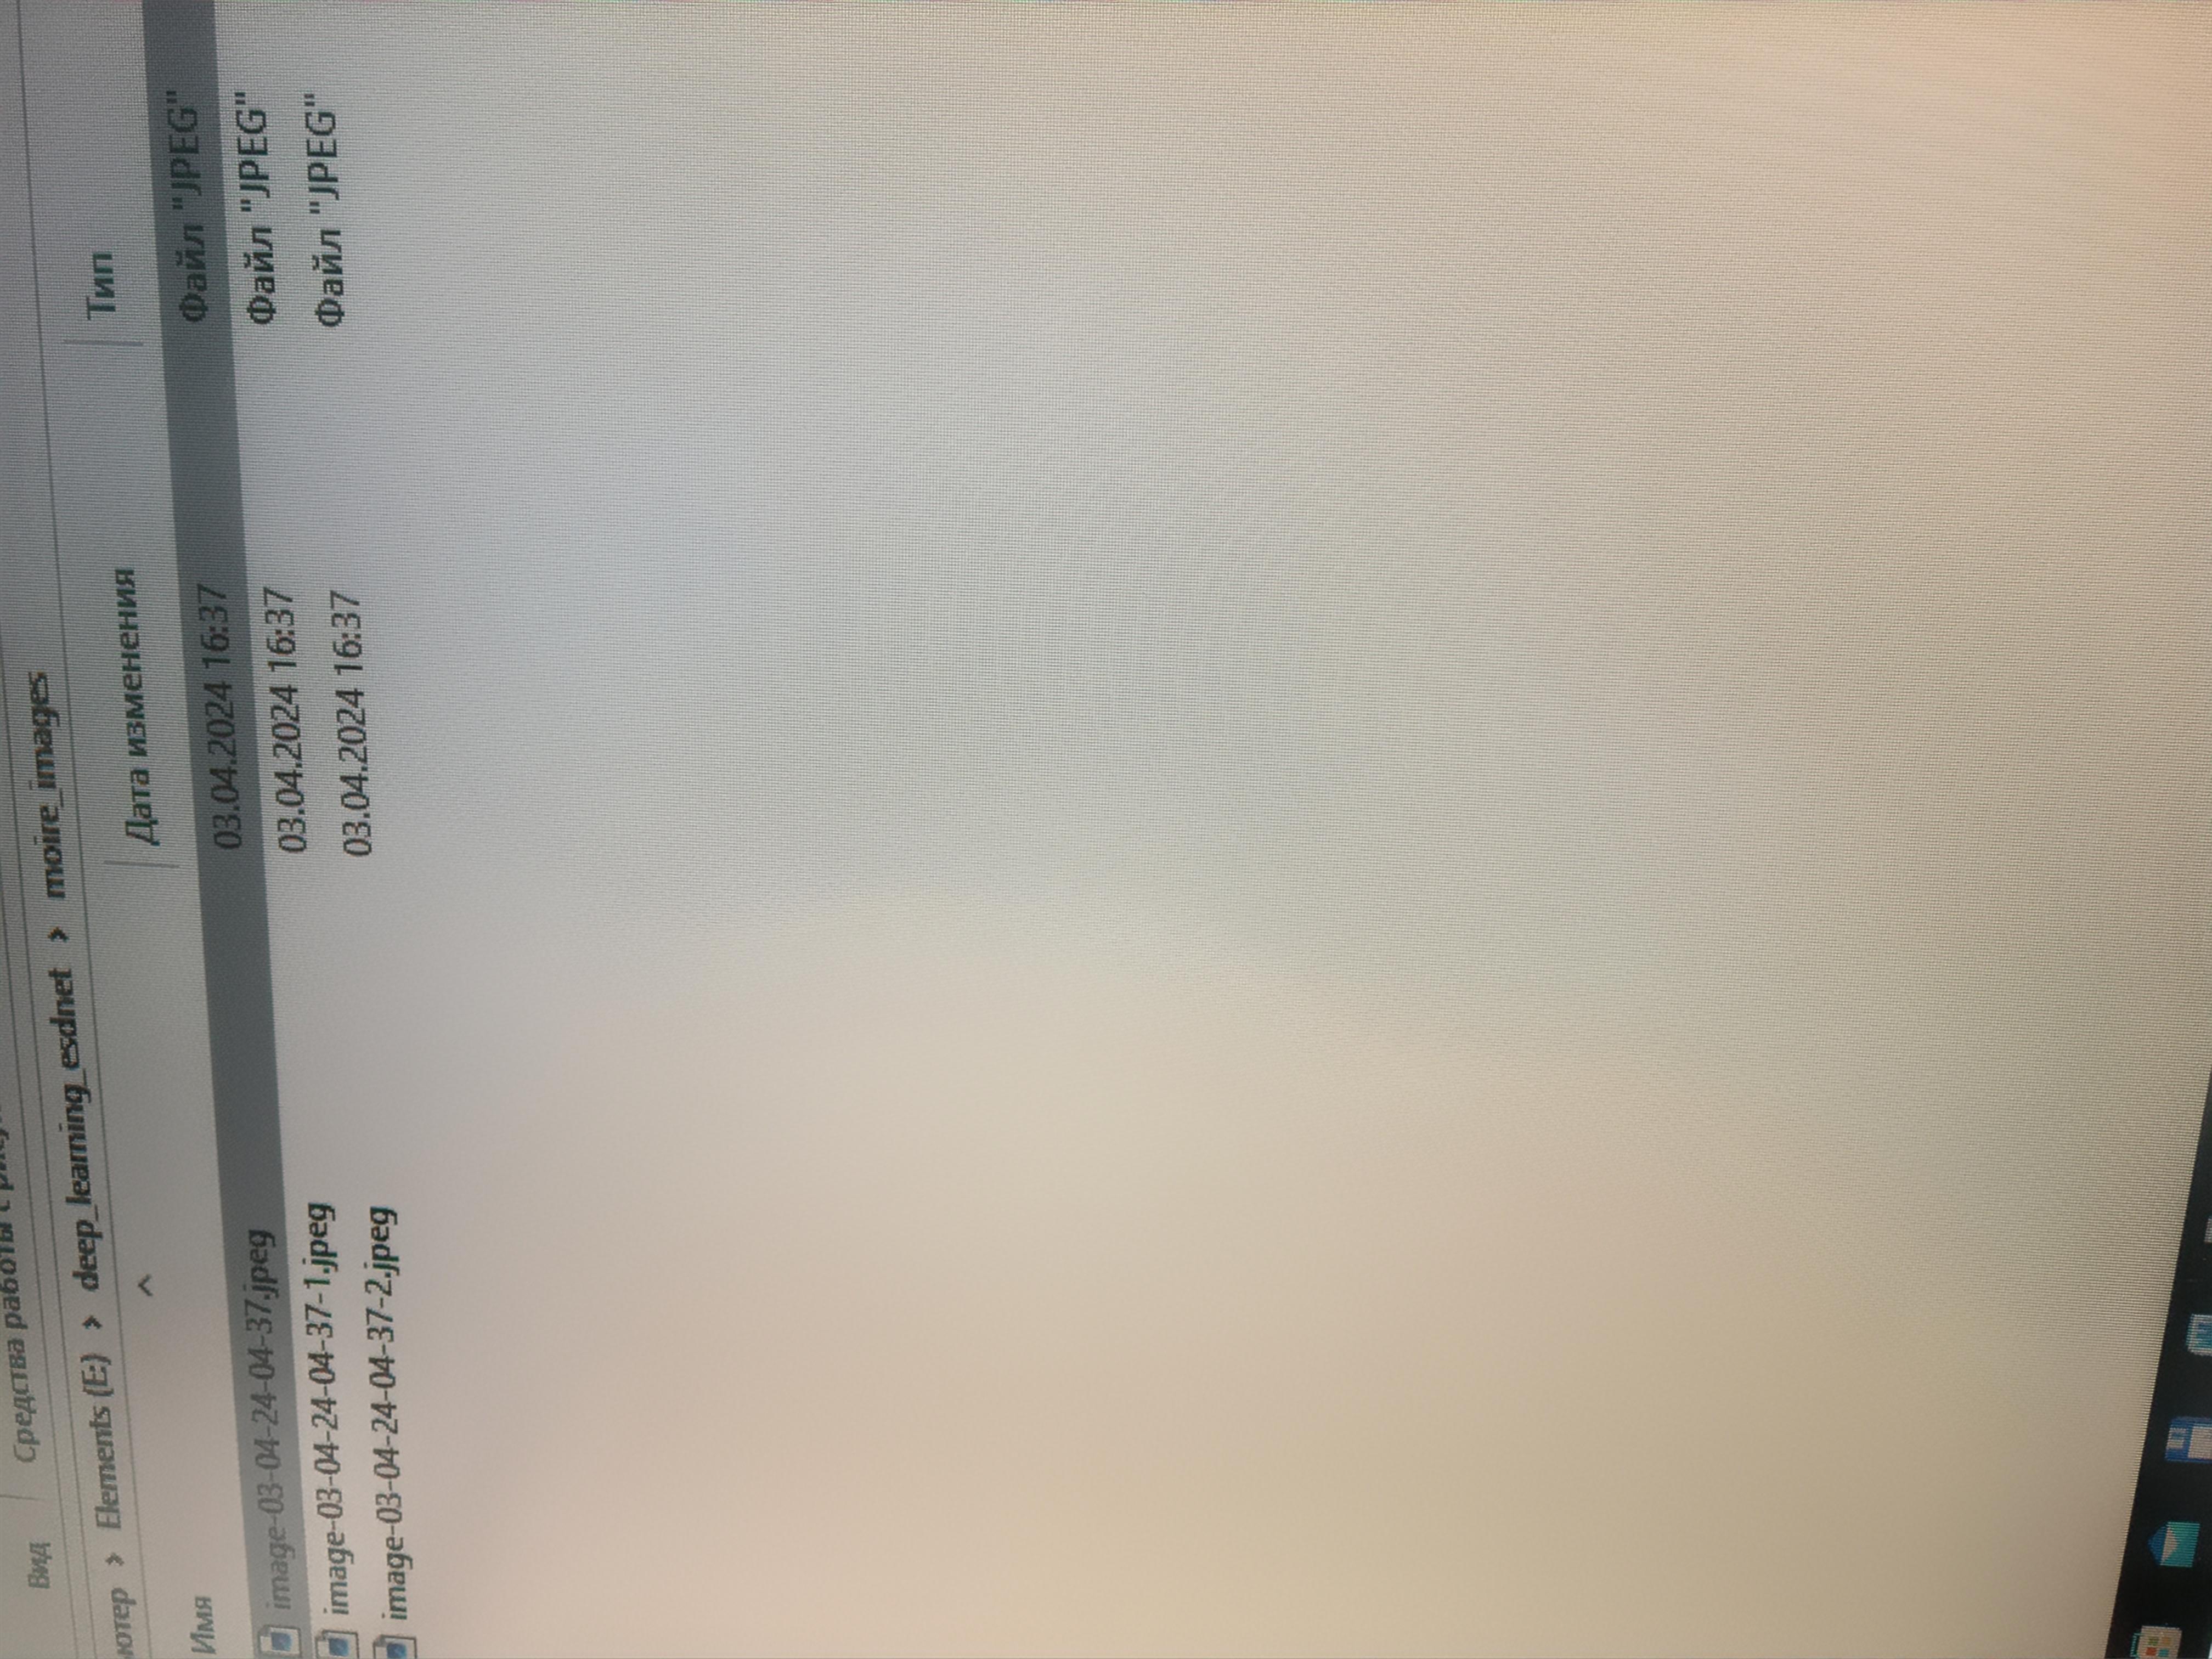 Вид Средства работы с
Elements (E:) › deep_learning_esdnet › moire_images
Имя Дата изменения Тип
image-03-04-24-04-37.jpeg 03.04.2024 16:37 Файл "JPEG"
image-03-04-24-04-37-1.jpeg 03.04.2024 16:37 Файл "JPEG"
image-03-04-24-04-37-2.jpeg 03.04.2024 16:37 Файл "JPEG"